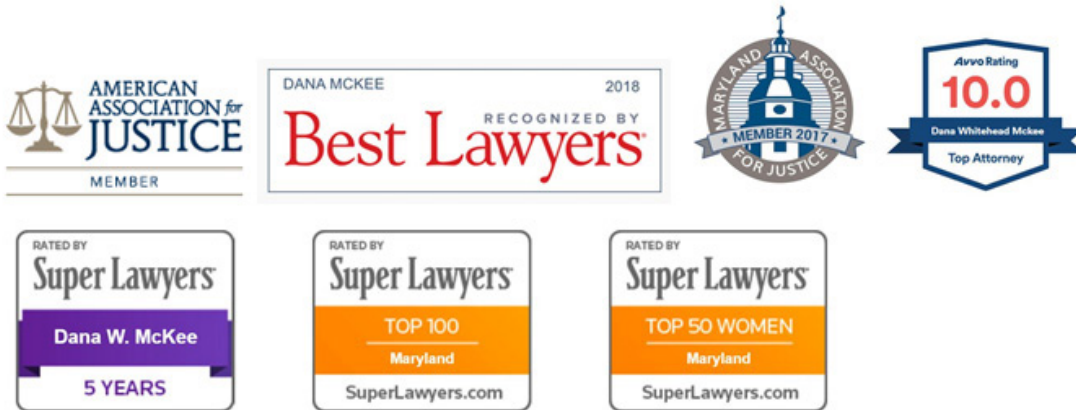 AMERICAN
ASSOCIATION for
JUSTICE
MEMBER
DANA MCKEE 2018
RECOGNIZED BY
Best Lawyers®
MARYLAND ASSOCIATION
MEMBER 2017
FOR JUSTICE
Avvo Rating
10.0
Dana Whitehead Mckee
Top Attorney
RATED BY
Super Lawyers
Dana W. McKee
5 YEARS
RATED BY
Super Lawyers
TOP 100
Maryland
SuperLawyers.com
RATED BY
Super Lawyers
TOP 50 WOMEN
Maryland
SuperLawyers.com